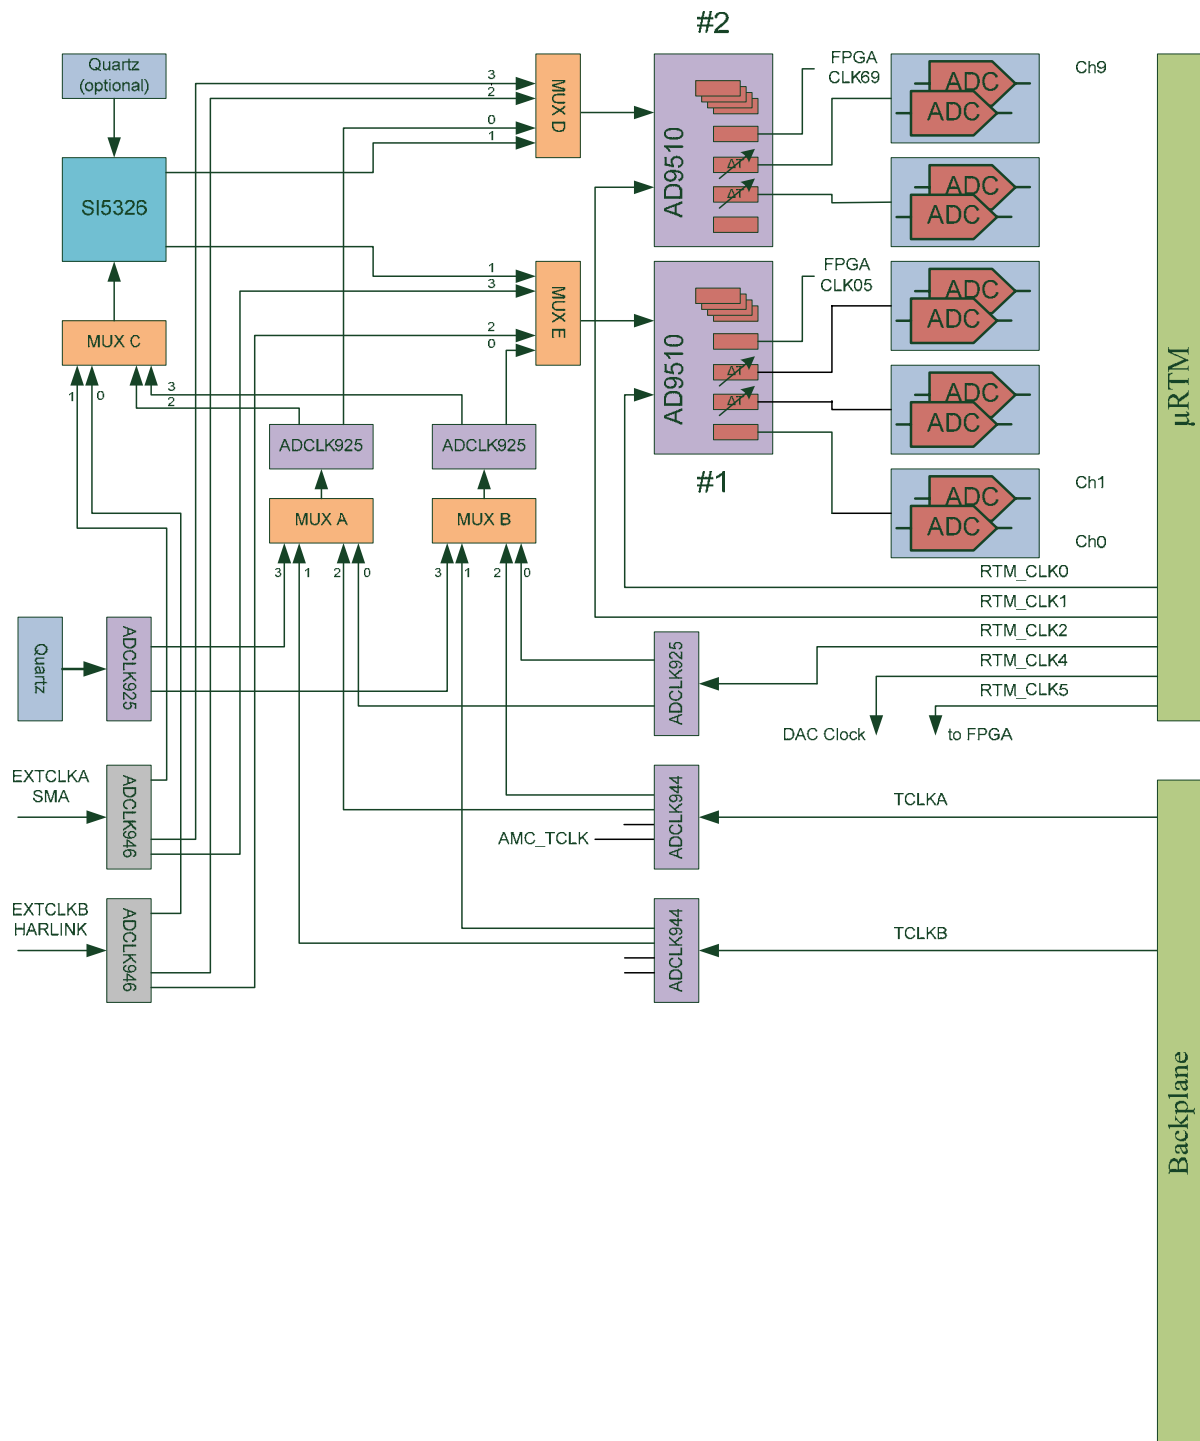 #2
Quartz
(optional)
3
2
0
1
MUX D
AD9510
ΔT
ΔT
FPGA
CLK69
ADC
ADC
Ch9
SI5326
ADC
ADC
1
3
2
0
MUX E
AD9510
ΔT
ΔT
#1
FPGA
CLK05
ADC
ADC
ADC
ADC
ADC
ADC
Ch1
Ch0
µRTM
MUX C
1
0
3
2
ADCLK925
ADCLK925
MUX A
MUX B
3
1
2
0
3
1
2
0
RTM_CLK0
RTM_CLK1
RTM_CLK2
RTM_CLK4
RTM_CLK5
Quartz
ADCLK925
ADCLK925
DAC Clock
to FPGA
EXTCLKA
SMA
ADCLK946
AMC_TCLK
ADCLK944
TCLKA
EXTCLKB
HARLINK
ADCLK946
ADCLK944
TCLKB
Backplane